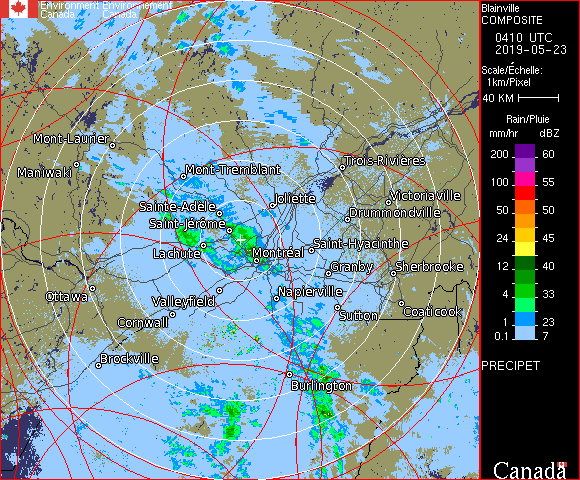 Environment Environnement
Canada Canada
Blainville
COMPOSITE
0410 UTC
2019-05-23
Scale/Échelle:
1km/Pixel
40 KM
Rain/Pluie
mm/hr dBZ
200 60
100 55
50 50
24 45
12 40
4 33
1 23
0.1 7
PRECIPET
Canada
Mont-Laurier
Maniwaki
Mont-Tremblant
Trois-Rivières
Sainte-Adèle
Joliette
Victoriaville
Drummondville
Saint-Jérôme
Lachute
Montréal
Saint-Hyacinthe
Granby
Sherbrooke
Ottawa
Valleyfield
Napierville
Cornwall
Sutton
Coaticook
Brockville
Burlington